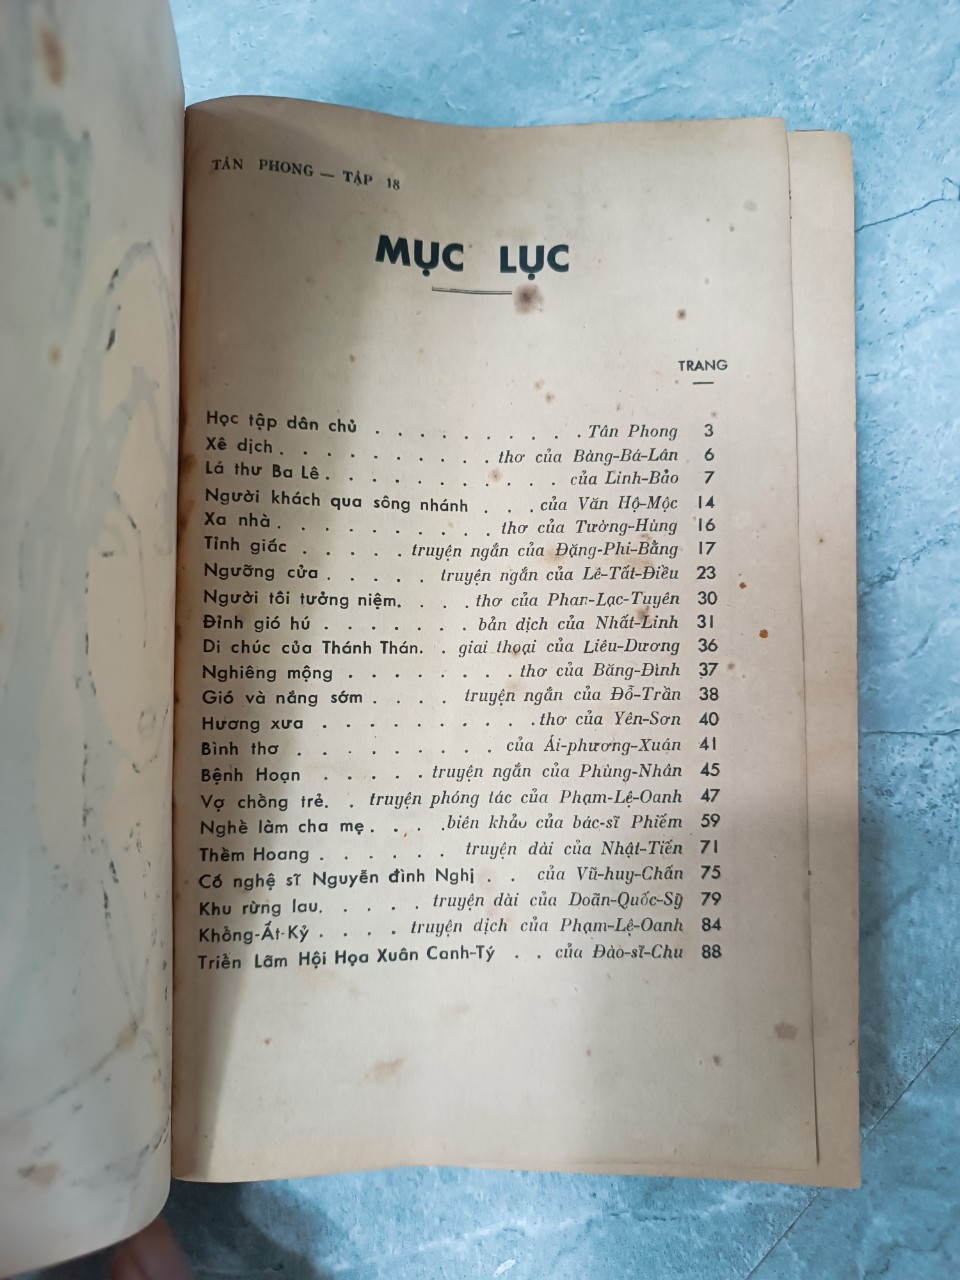 TÂN PHONG — TẬP 18
MỤC LỤC
TRANG
Học tập dân chủ . . . . . . . . . . Tân Phong 3
Xê dịch . . . . . . . . . . thơ của Bàng-Bá-Lân 6
Lá thư Ba Lê . . . . . . . . . . của Linh-Bảo 7
Người khách qua sông nhánh . . . của Văn Hộ-Mộc 14
Xa nhà . . . . . . . . . . thơ của Tường-Hùng 16
Tỉnh giấc . . . . . truyện ngắn của Đặng-Phi-Bằng 17
Ngưỡng cửa . . . . . truyện ngắn của Lê-Tất-Điều 23
Người tôi tưởng niệm. . . . thơ của Phan-Lạc-Tuyên 30
Đỉnh gió hú . . . . . . . bản dịch của Nhất-Linh 31
Di chúc của Thánh Thán. . giai thoại của Liêu-Dương 36
Nghiêng mộng . . . . . . . . thơ của Băng-Đình 37
Gió và nắng sớm . . . . truyện ngắn của Đỗ-Trần 38
Hương xưa . . . . . . . . . . thơ của Yên-Sơn 40
Bình thơ . . . . . . . . . của Ái-phương-Xuân 41
Bệnh Hoạn . . . . . truyện ngắn của Phùng-Nhân 45
Vợ chồng trẻ. . truyện phóng tác của Phạm-Lệ-Oanh 47
Nghề làm cha mẹ . . . . biên khảo của bác-sĩ Phiếm 59
Thềm Hoang . . . . . . truyện dài của Nhật-Tiến 71
Cố nghệ sĩ Nguyễn đình Nghị . . của Vũ-huy-Chấn 75
Khu rừng lau. . . . . truyện dài của Doãn-Quốc-Sỹ 79
Khổng-Ất-Kỷ . . . . truyện dịch của Phạm-Lệ-Oanh 84
Triển Lãm Hội Họa Xuân Canh-Tý . . của Đào-sĩ-Chu 88